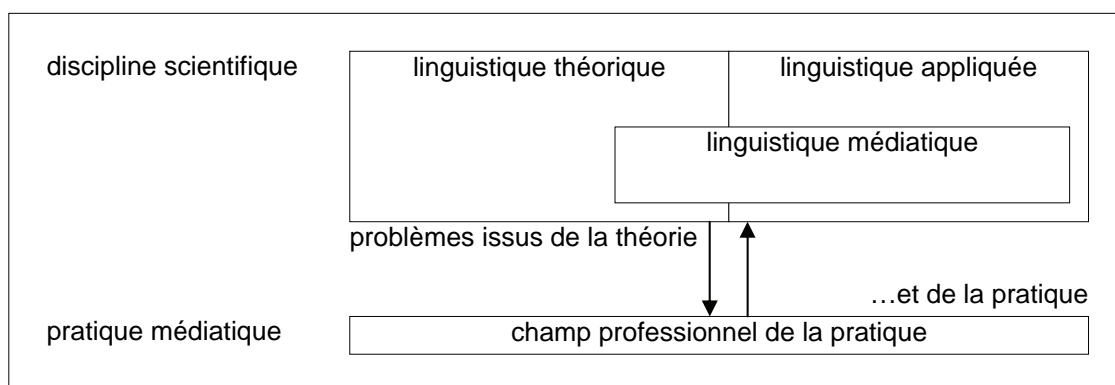 discipline scientifique
linguistique théorique
linguistique appliquée
linguistique médiatique
problèmes issus de la théorie
…et de la pratique
pratique médiatique
champ professionnel de la pratique